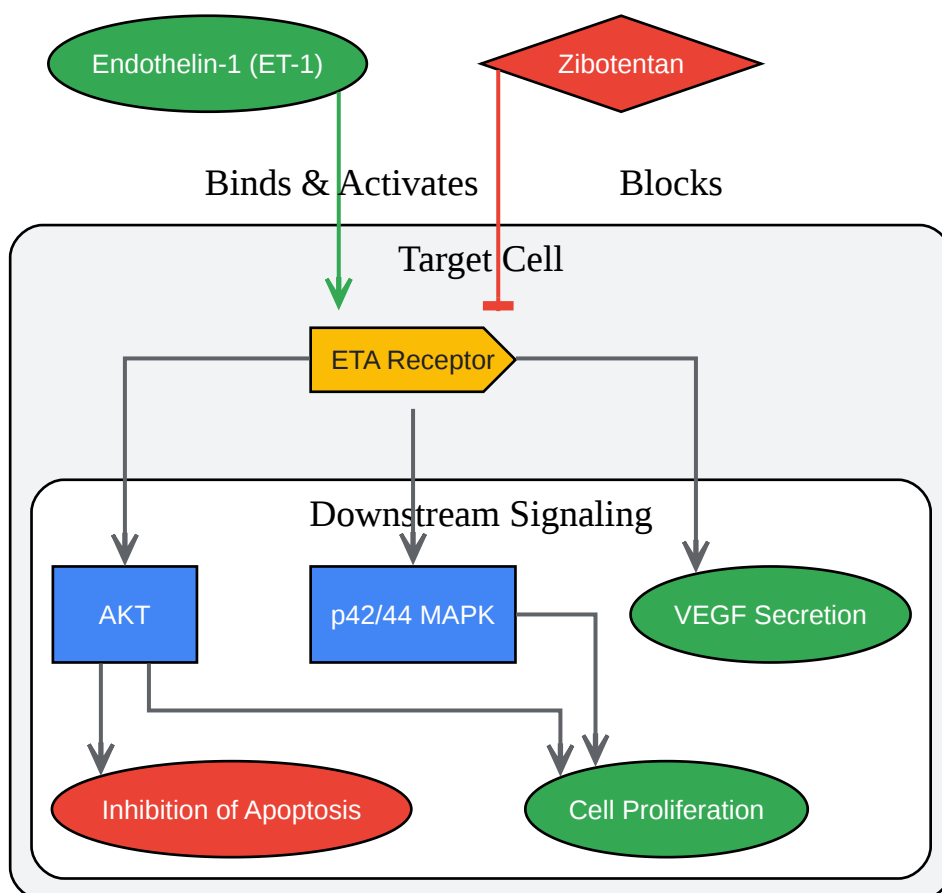 Endothelin-1 (ET-1)
Zibotentan
Binds & Activates
Blocks
Target Cell
ETA Receptor
Downstream Signaling
AKT
p42/44 MAPK
VEGF Secretion
Inhibition of Apoptosis
Cell Proliferation